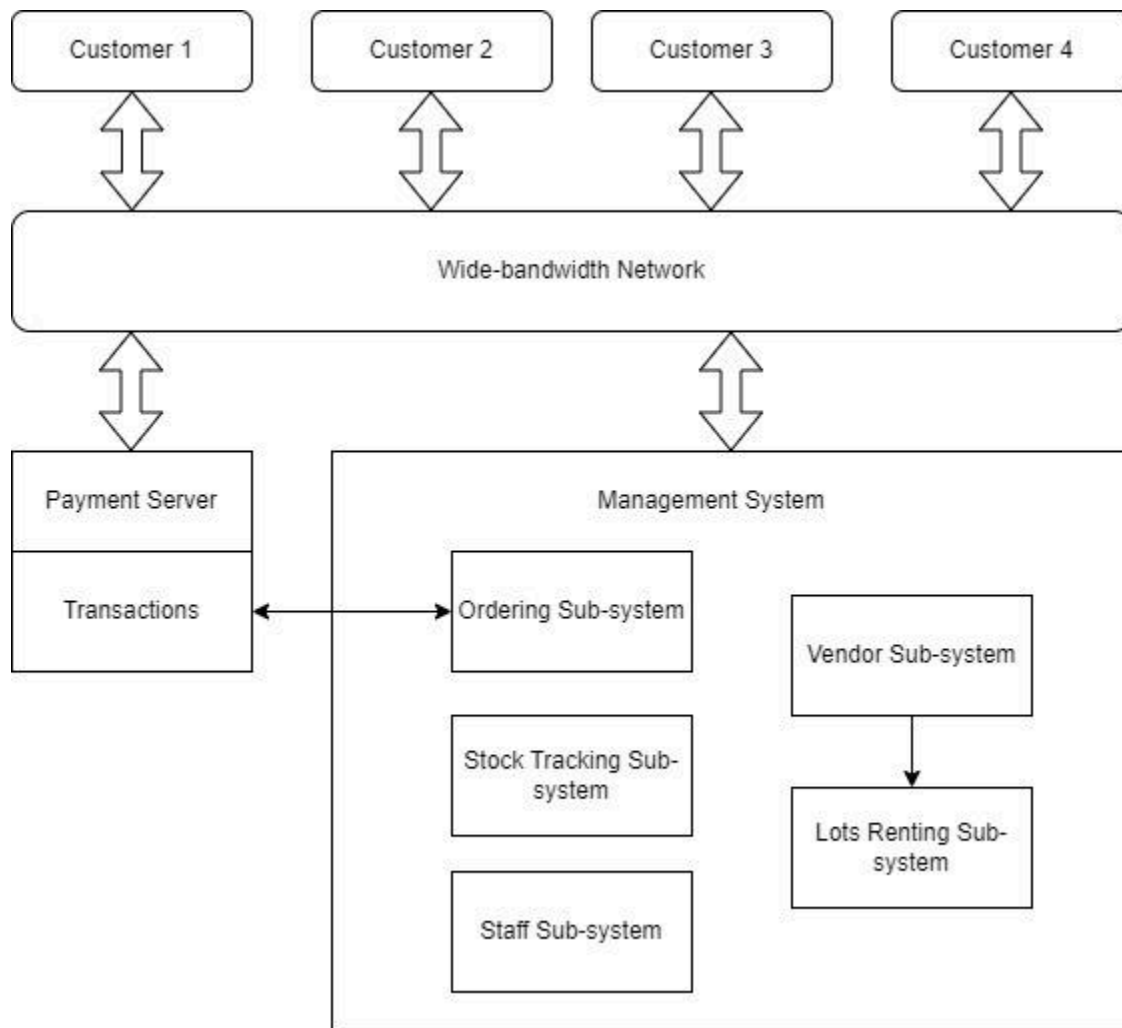 Customer 1
Customer 2
Customer 3
Customer 4
Wide-bandwidth Network
Payment Server
Management System
Transactions
Ordering Sub-system
Vendor Sub-system
Stock Tracking Sub-
system
Lots Renting Sub-
system
Staff Sub-system